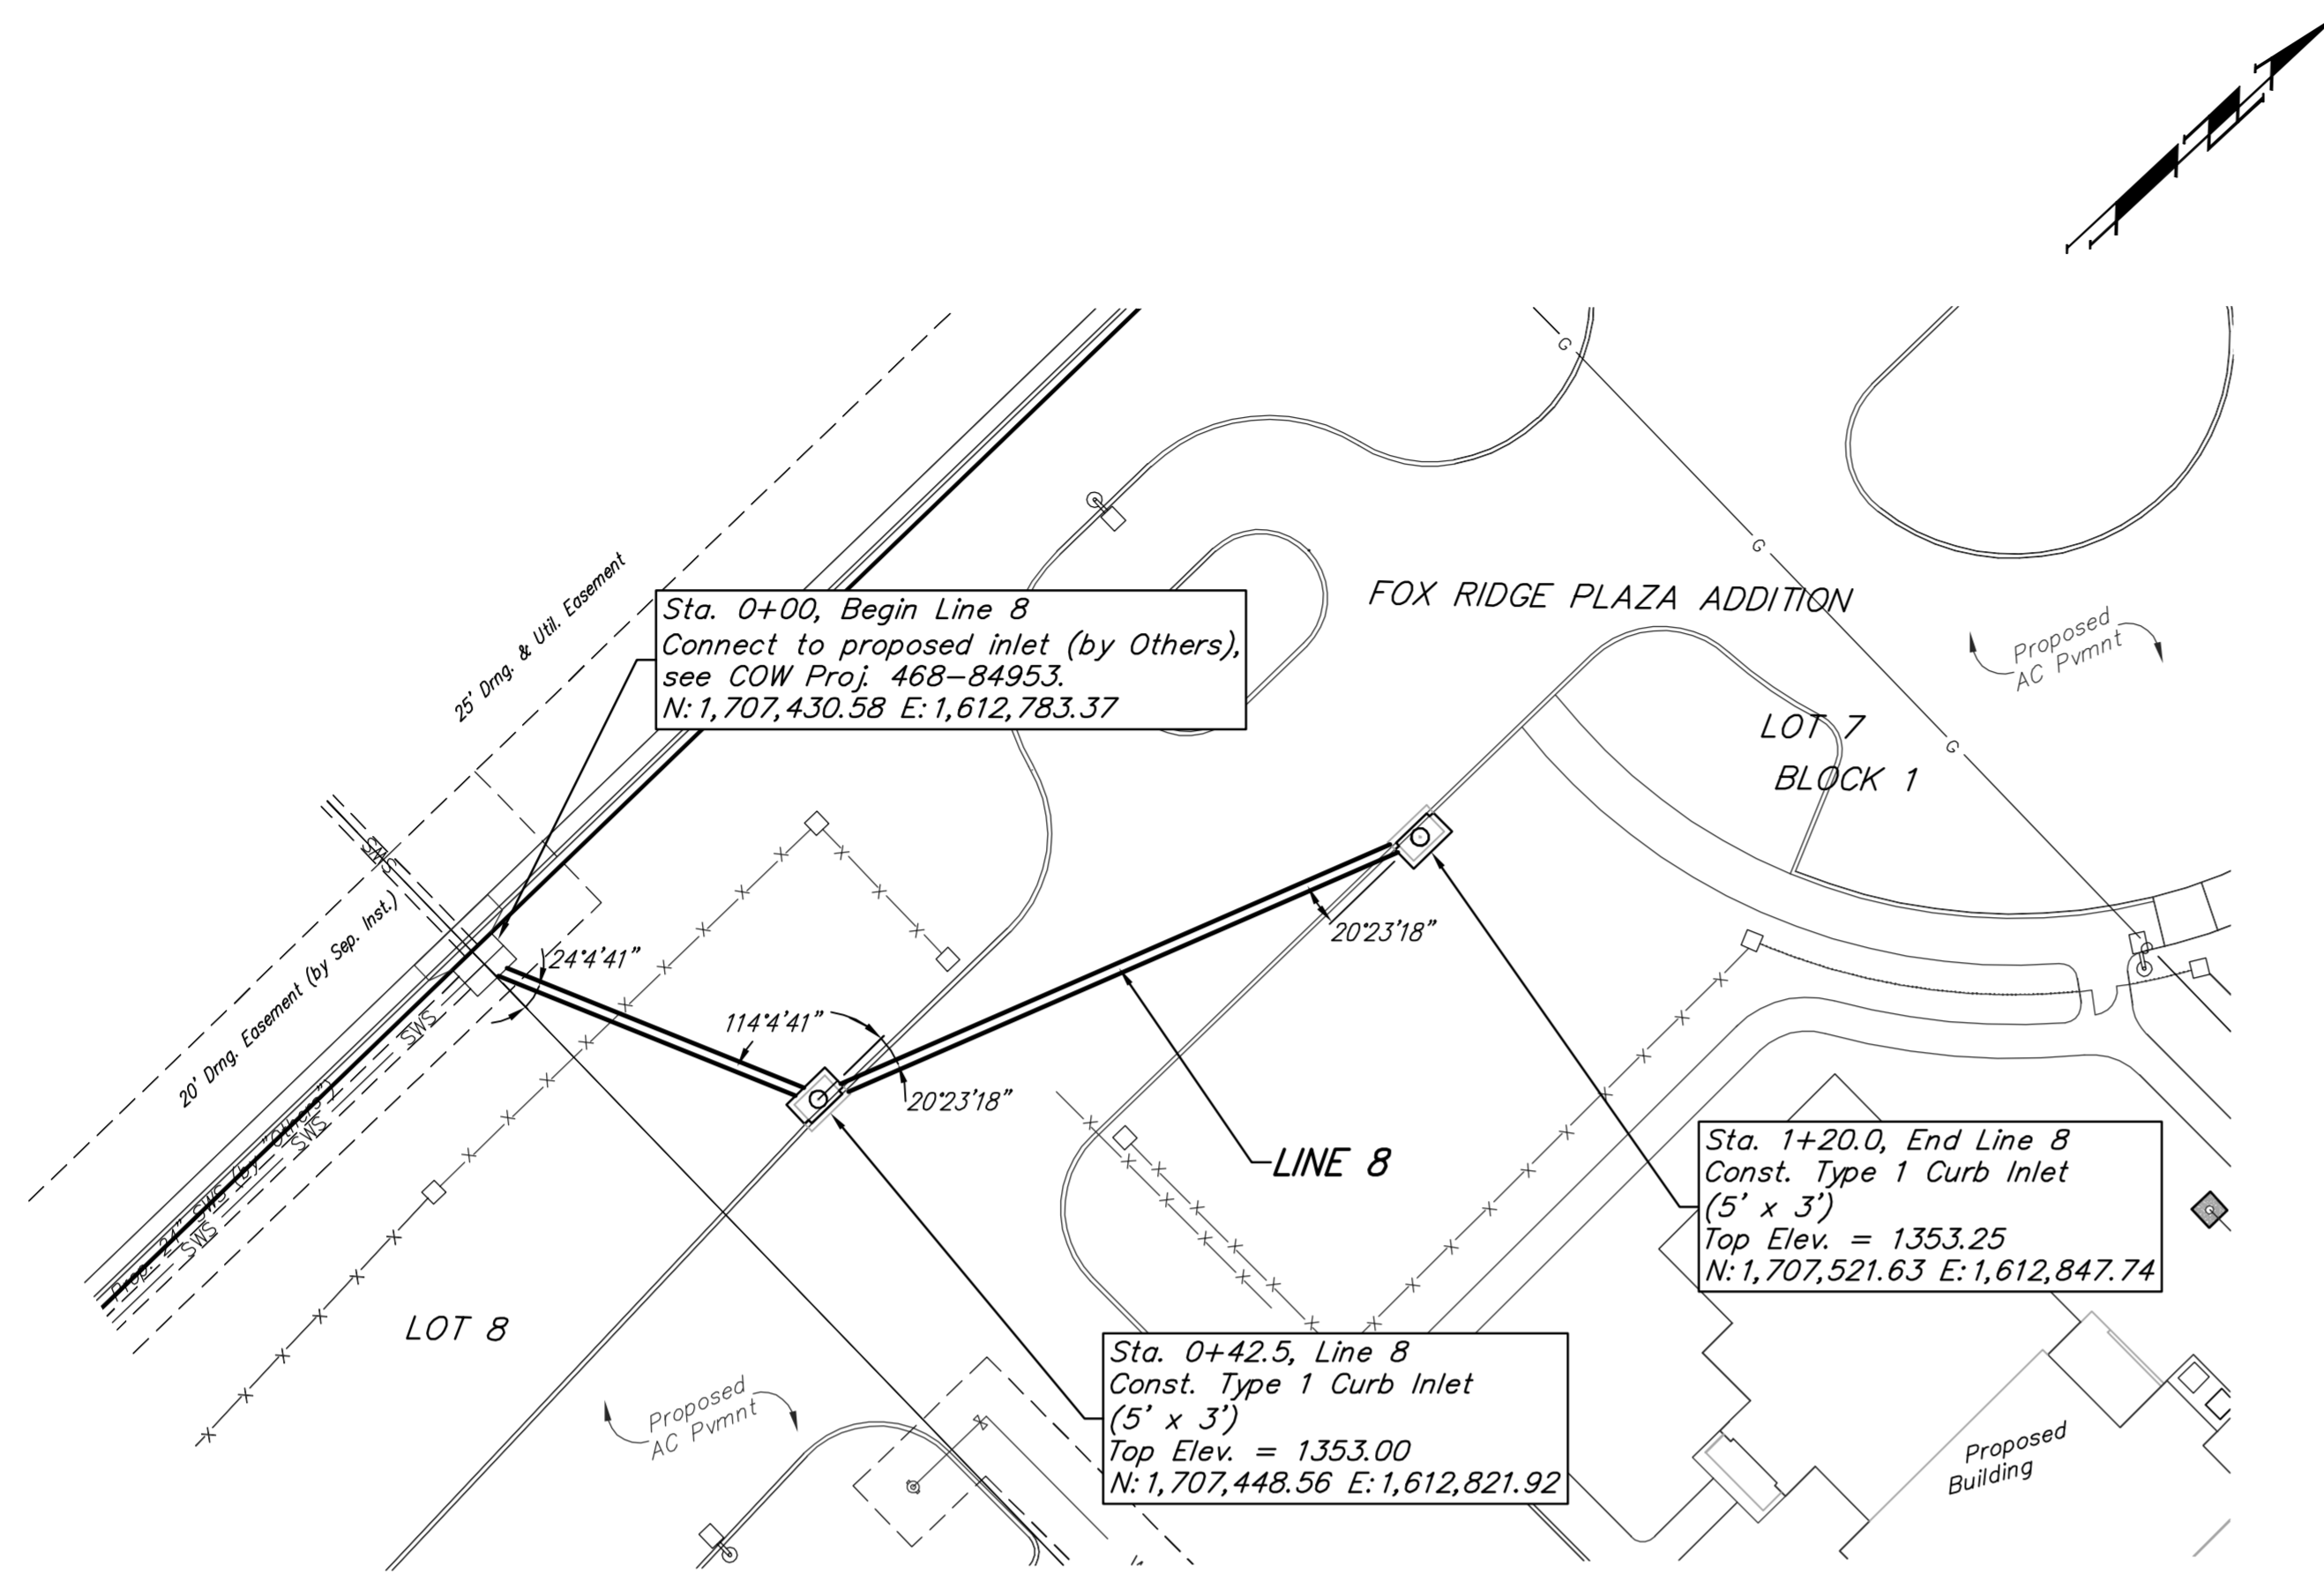 25' Drng. & Util. Easement
Sta. 0+00, Begin Line 8
Connect to proposed inlet (by Others),
see COW Proj. 468-84953.
N:1,707,430.58 E:1,612,783.37
G
FOX RIDGE PLAZA ADDITION
G
Proposed
AC Pvmnt
LOT 7
BLOCK 1
G
SWS
20' Drng. Easement (by Sep. Inst.)
24°4'41"
20°23'18"
114°4'41"
20°23'18"
SWS
SWS
SWS
Prop. 24" SWS (by "Others")
LINE 8
Sta. 1+20.0, End Line 8
Const. Type 1 Curb Inlet
(5' x 3')
Top Elev. = 1353.25
N:1,707,521.63 E:1,612,847.74
LOT 8
Sta. 0+42.5, Line 8
Const. Type 1 Curb Inlet
(5' x 3')
Top Elev. = 1353.00
N:1,707,448.56 E:1,612,821.92
Proposed
AC Pvmnt
Proposed
Building